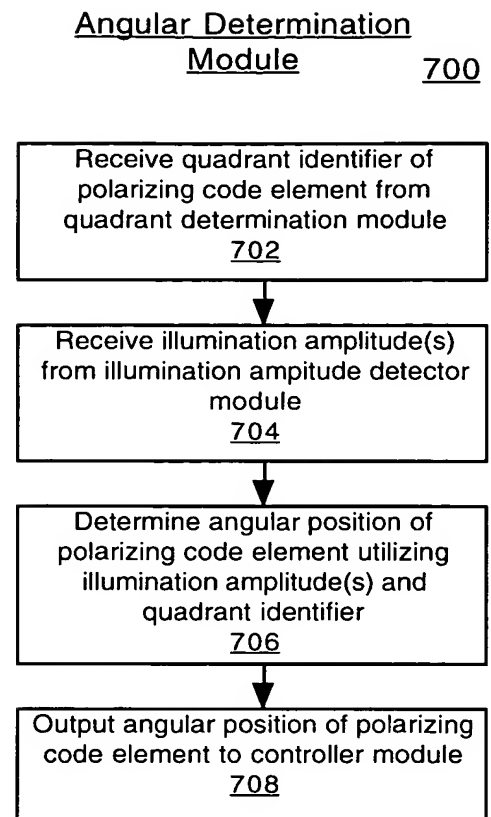 Angular Determination
Module 700
Receive quadrant identifier of
polarizing code element from
quadrant determination module
702
Receive illumination amplitude(s)
from illumination ampitude detector
module
704
Determine angular position of
polarizing code element utilizing
illumination amplitude(s) and
quadrant identifier
706
Output angular position of polarizing
code element to controller module
708